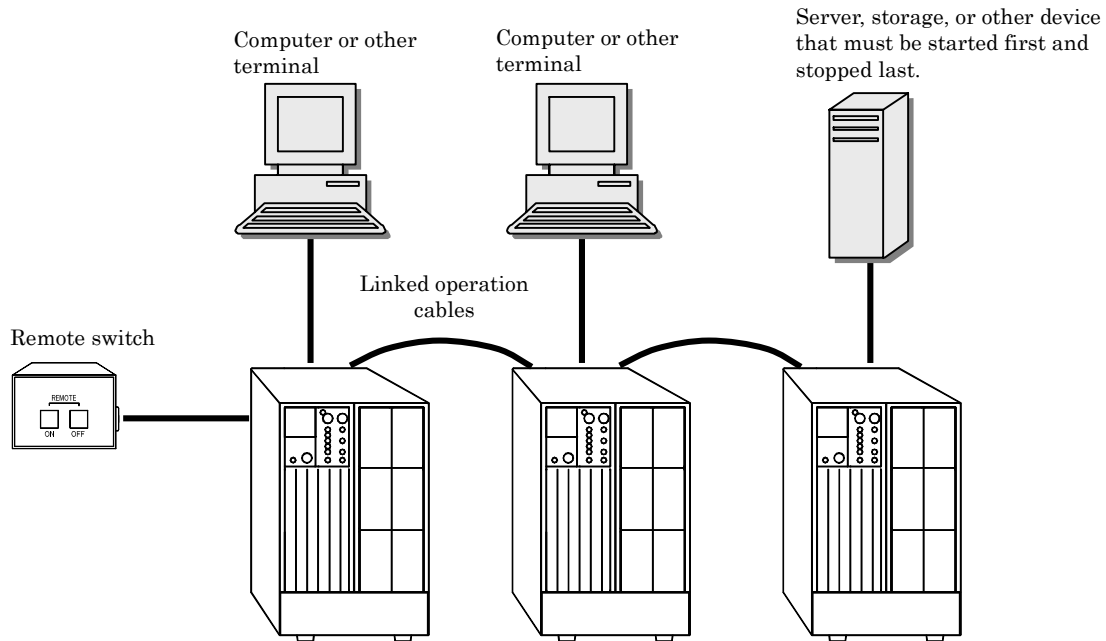 Computer or other
terminal
Computer or other
terminal
Server, storage, or other device
that must be started first and
stopped last.
Linked operation
cables
Remote switch
REMOTE
ON OFF